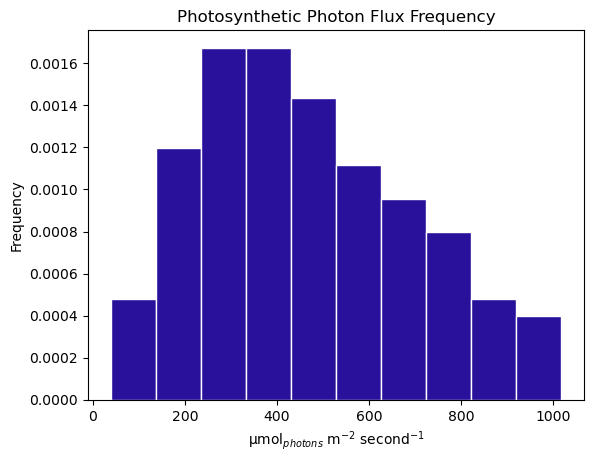 Photosynthetic Photon Flux Frequency
0.0016
0.0014
0.0012
0.0010
0.0008
0.0006
0.0004
0.0002
0.0000
Frequency
0 200 400 600 800 1000
µmol_photons m⁻² second⁻¹